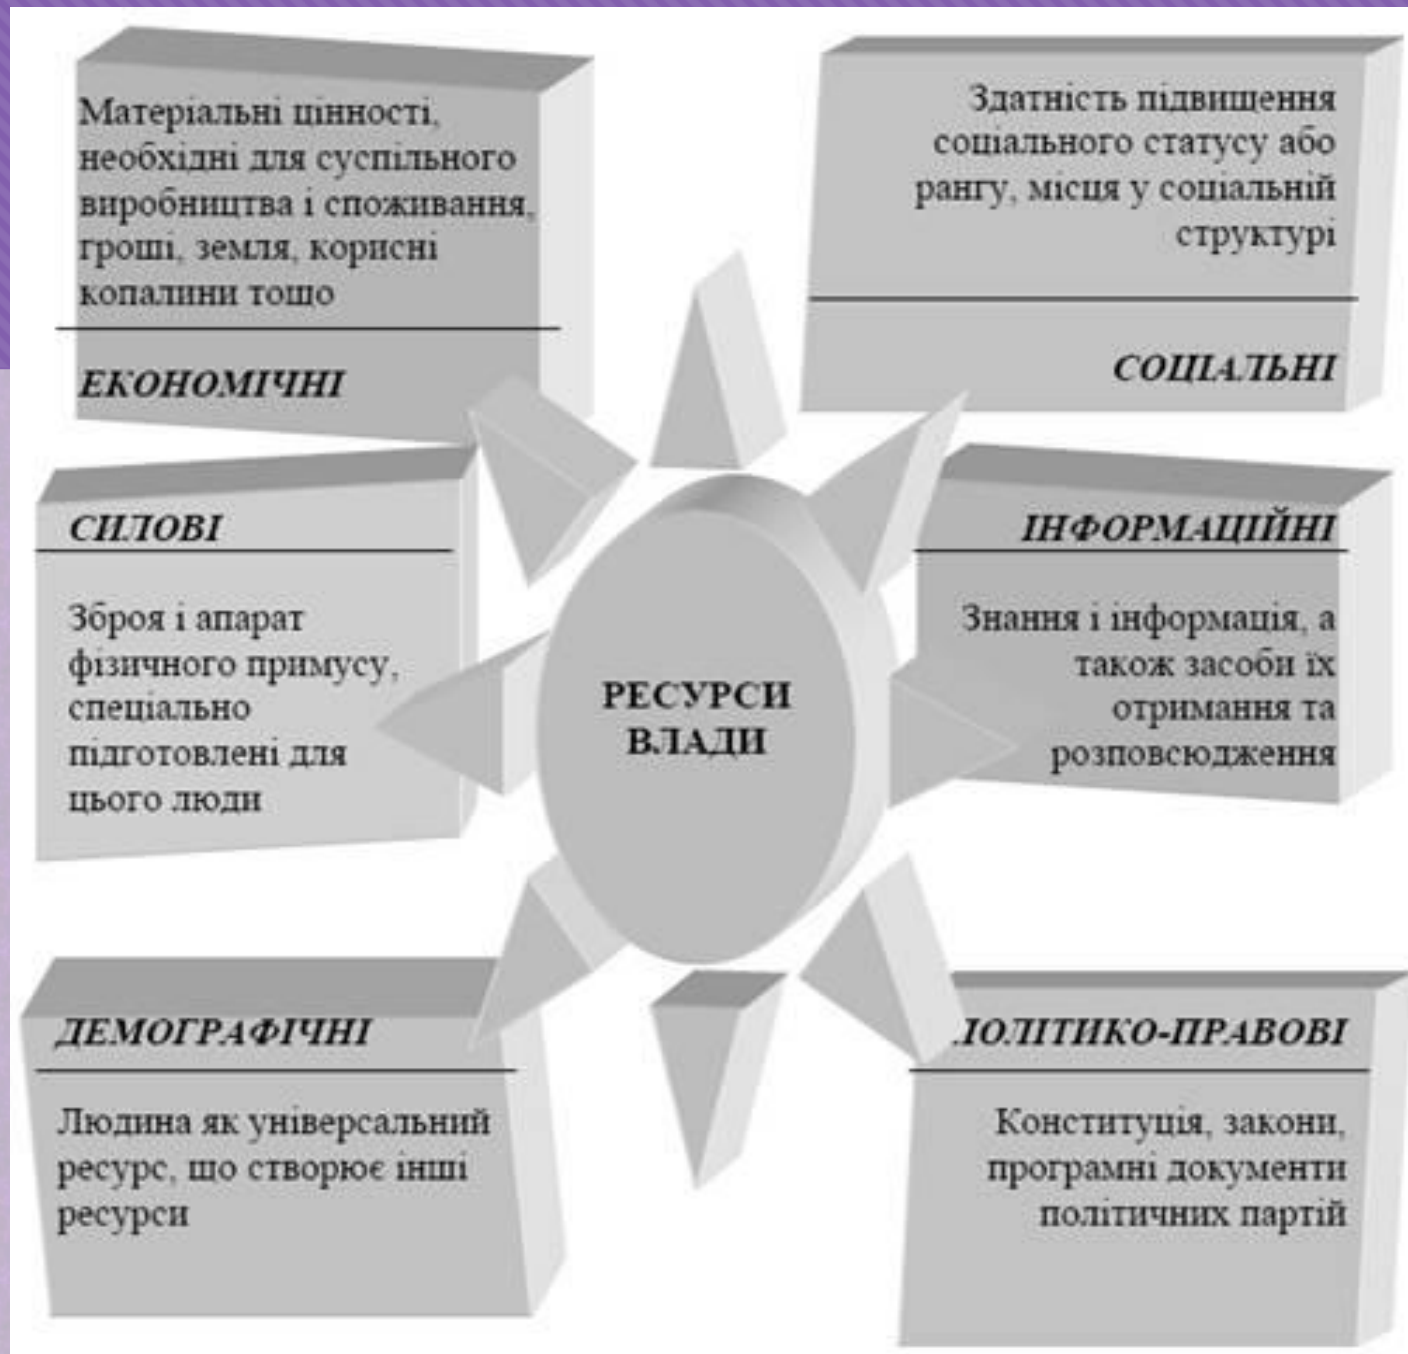 Матеріальні цінності,
необхідні для суспільного
виробництва і споживання,
гроші, земля, корисні
копалини тощо
ЕКОНОМІЧНІ
Здатність підвищення
соціального статусу або
рангу, місця у соціальній
структурі
СОЦІАЛЬНІ
СИЛОВІ
Зброя і апарат
фізичного примусу,
спеціально
підготовлені для
цього люди
РЕСУРСИ
ВЛАДИ
ІНФОРМАЦІЙНІ
Знання і інформація, а
також засоби їх
отримання та
розповсюдження
ДЕМОГРАФІЧНІ
Людина як універсальний
ресурс, що створює інші
ресурси
ПОЛІТИКО-ПРАВОВІ
Конституція, закони,
програмні документи
політичних партій